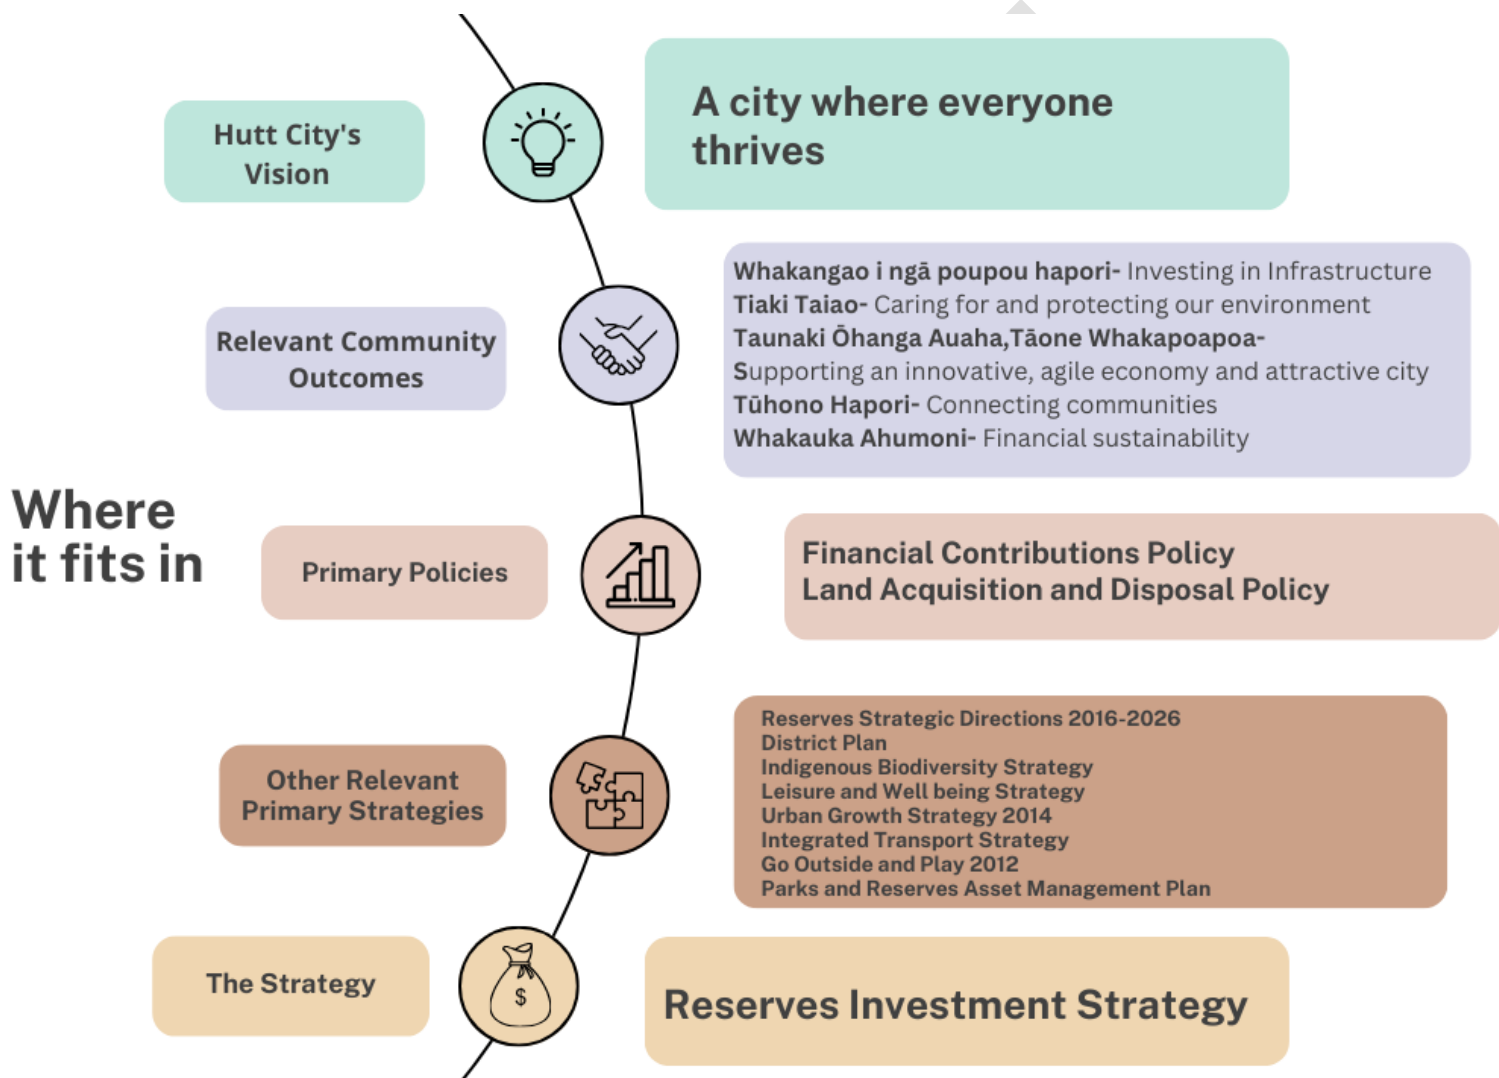 Where
it fits in
Hutt City's
Vision
A city where everyone
thrives
Relevant Community
Outcomes
Whakangao i ngā poupou hapori- Investing in Infrastructure
Tiaki Taiao- Caring for and protecting our environment
Taunaki Ōhanga Auaha,Tāone Whakapoapoa-
Supporting an innovative, agile economy and attractive city
Tūhono Hapori- Connecting communities
Whakauka Ahumoni- Financial sustainability
Primary Policies
Financial Contributions Policy
Land Acquisition and Disposal Policy
Other Relevant
Primary Strategies
Reserves Strategic Directions 2016-2026
District Plan
Indigenous Biodiversity Strategy
Leisure and Well being Strategy
Urban Growth Strategy 2014
Integrated Transport Strategy
Go Outside and Play 2012
Parks and Reserves Asset Management Plan
The Strategy
$
Reserves Investment Strategy